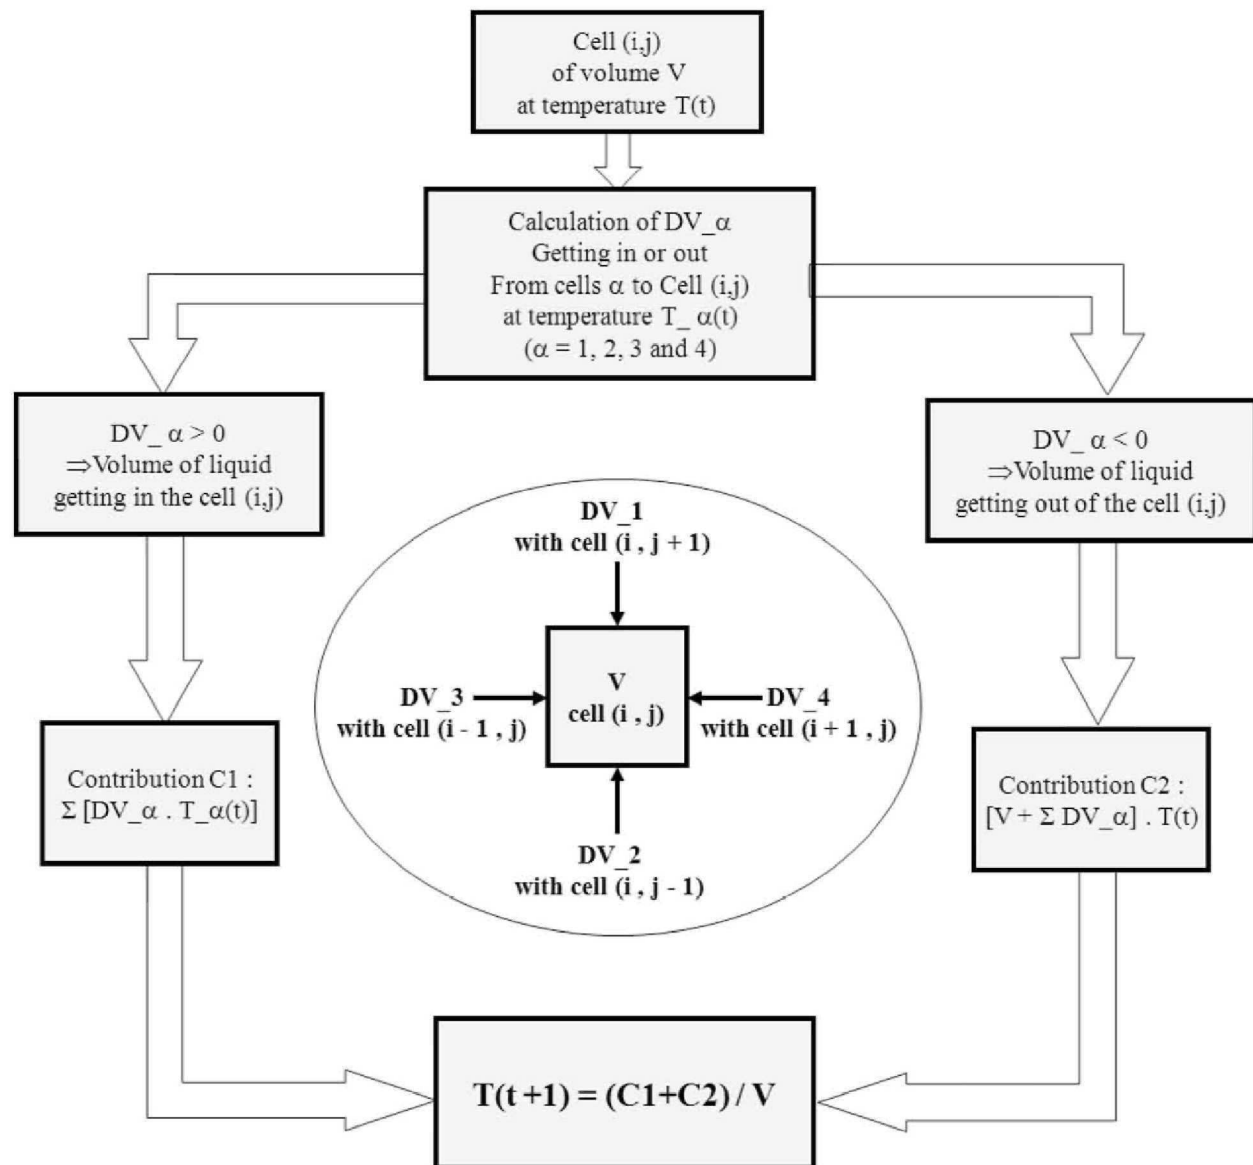 Cell (i,j)
of volume V
at temperature T(t)
Calculation of DV_α
Getting in or out
From cells α to Cell (i,j)
at temperature T_ α(t)
(α = 1, 2, 3 and 4)
DV_ α > 0
⇒Volume of liquid
getting in the cell (i,j)
DV_ α < 0
⇒Volume of liquid
getting out of the cell (i,j)
DV_1
with cell (i , j + 1)
DV_3
with cell (i - 1 , j)
V
cell (i , j)
DV_4
with cell (i + 1 , j)
DV_2
with cell (i , j - 1)
Contribution C1 :
Σ [DV_α . T_α(t)]
Contribution C2 :
[V + Σ DV_α] . T(t)
T(t +1) = (C1+C2) / V